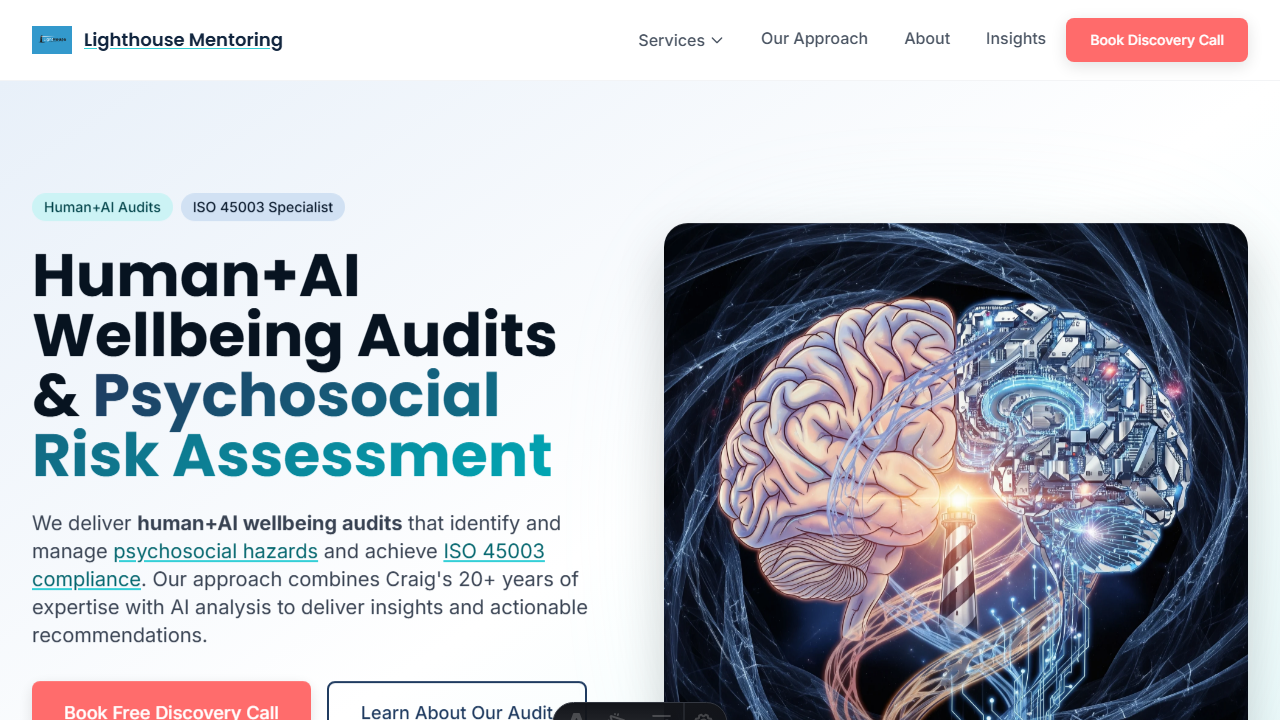 Lighthouse Mentoring
Services
Our Approach
About
Insights
Book Discovery Call
Human+AI Audits
ISO 45003 Specialist
Human+AI
Wellbeing Audits
& Psychosocial
Risk Assessment
We deliver human+AI wellbeing audits that identify and
manage psychosocial hazards and achieve ISO 45003
compliance. Our approach combines Craig's 20+ years of
expertise with AI analysis to deliver insights and actionable
recommendations.
Book Free Discovery Call
Learn About Our Audit